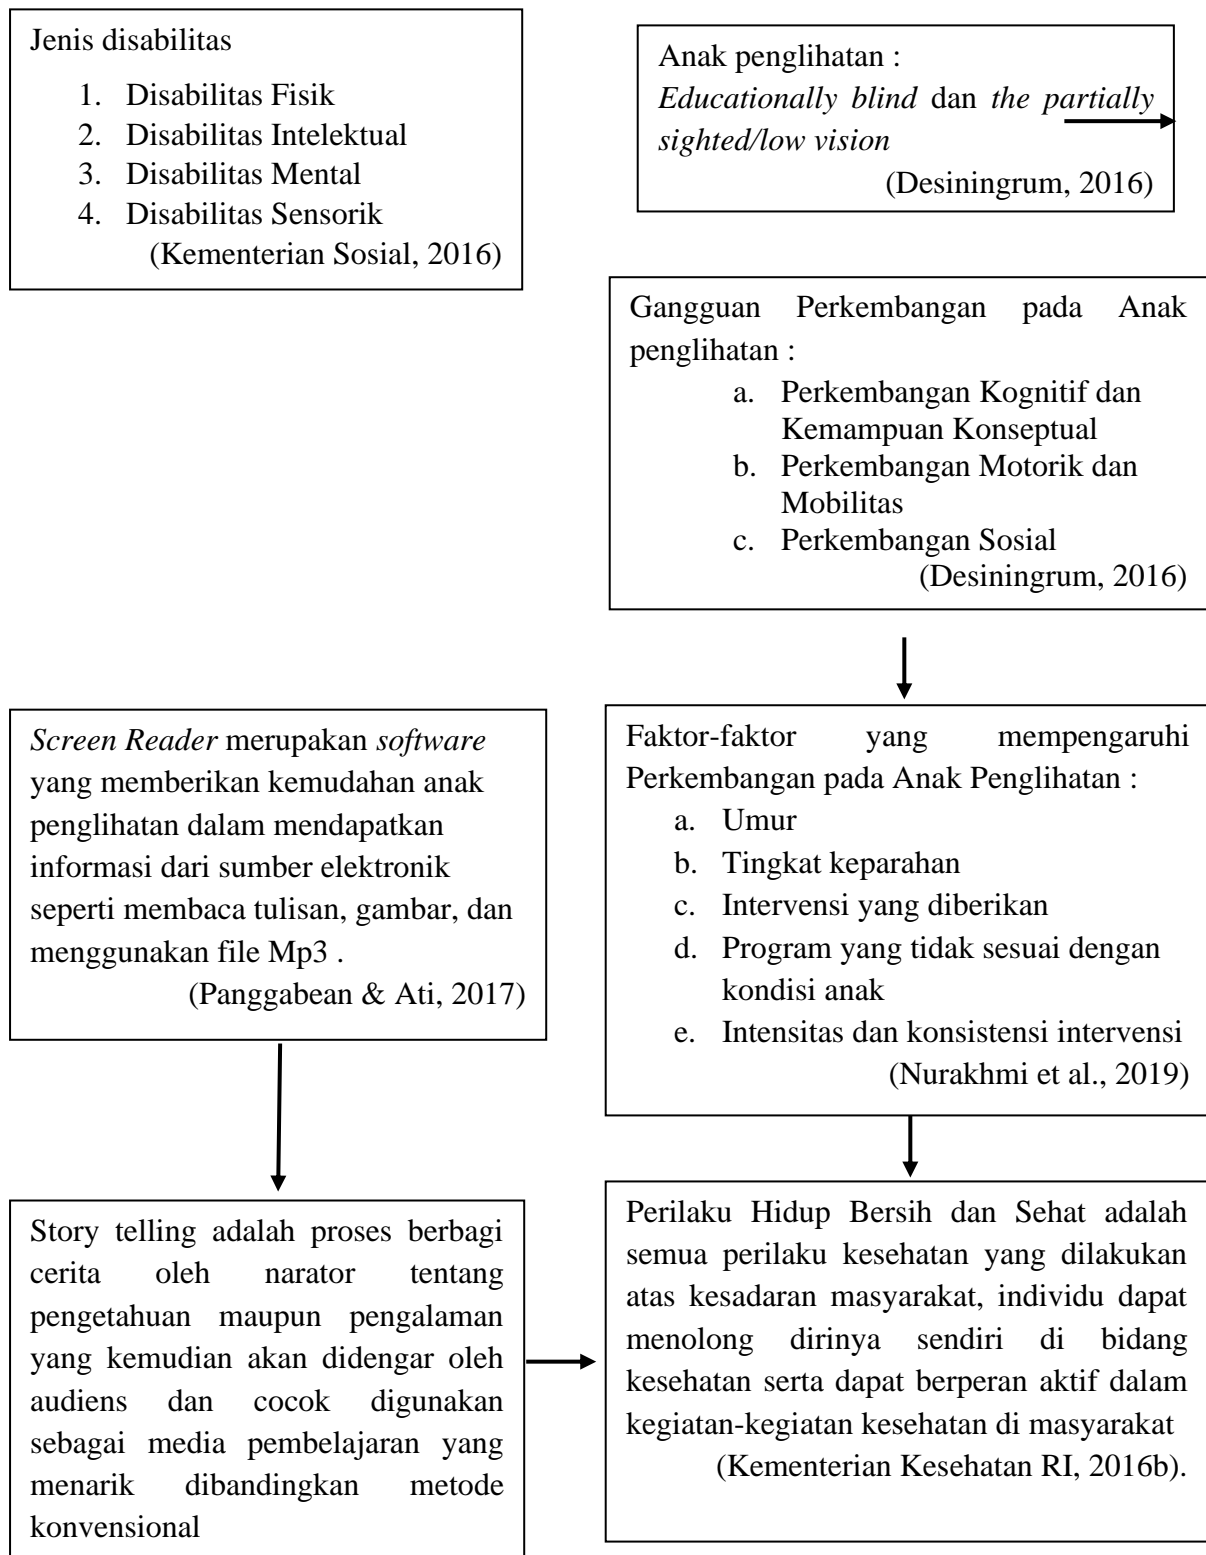 Jenis disabilitas
1. Disabilitas Fisik
2. Disabilitas Intelektual
3. Disabilitas Mental
4. Disabilitas Sensorik
(Kementerian Sosial, 2016)
Anak penglihatan :
Educationally blind dan the partially
sighted/low vision
(Desiningrum, 2016)
Gangguan Perkembangan pada Anak
penglihatan :
a. Perkembangan Kognitif dan
Kemampuan Konseptual
b. Perkembangan Motorik dan
Mobilitas
c. Perkembangan Sosial
(Desiningrum, 2016)
Screen Reader merupakan software
yang memberikan kemudahan anak
penglihatan dalam mendapatkan
informasi dari sumber elektronik
seperti membaca tulisan, gambar, dan
menggunakan file Mp3 .
(Panggabean & Ati, 2017)
Faktor-faktor yang mempengaruhi
Perkembangan pada Anak Penglihatan :
a. Umur
b. Tingkat keparahan
c. Intervensi yang diberikan
d. Program yang tidak sesuai dengan
kondisi anak
e. Intensitas dan konsistensi intervensi
(Nurakhmi et al., 2019)
Story telling adalah proses berbagi
cerita oleh narator tentang
pengetahuan maupun pengalaman
yang kemudian akan didengar oleh
audiens dan cocok digunakan
sebagai media pembelajaran yang
menarik dibandingkan metode
konvensional
Perilaku Hidup Bersih dan Sehat adalah
semua perilaku kesehatan yang dilakukan
atas kesadaran masyarakat, individu dapat
menolong dirinya sendiri di bidang
kesehatan serta dapat berperan aktif dalam
kegiatan-kegiatan kesehatan di masyarakat
(Kementerian Kesehatan RI, 2016b).